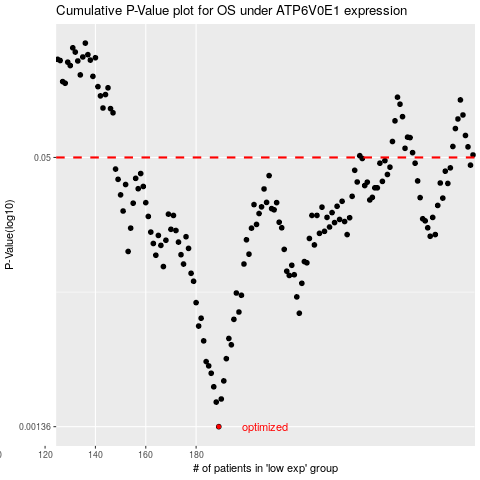 Cumulative P-Value plot for OS under ATP6V0E1 expression
P-Value(log10)
0.05
0.00136
optimized
0 120 140 160 180
# of patients in 'low exp' group